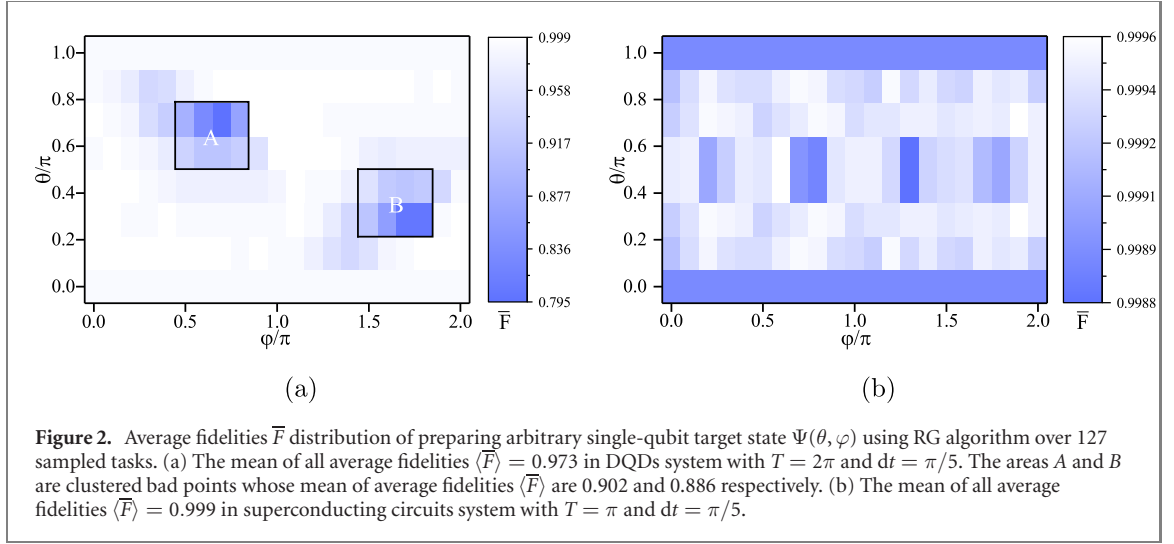 1.0
0.8
0.6
0.4
0.2
0.0
θ/π
0.0
0.5
1.0
1.5
2.0
φ/π
A
B
0.999
0.958
0.917
0.877
0.836
0.795
F̅
(a)
1.0
0.8
0.6
0.4
0.2
0.0
θ/π
0.0
0.5
1.0
1.5
2.0
φ/π
0.9996
0.9994
0.9992
0.9991
0.9989
0.9988
F̅
(b)
Figure 2. Average fidelities F̅ distribution of preparing arbitrary single-qubit target state Ψ(θ, φ) using RG algorithm over 127
sampled tasks. (a) The mean of all average fidelities ⟨F̅⟩ = 0.973 in DQDs system with T = 2π and dt = π/5. The areas A and B
are clustered bad points whose mean of average fidelities ⟨F̅⟩ are 0.902 and 0.886 respectively. (b) The mean of all average
fidelities ⟨F̅⟩ = 0.999 in superconducting circuits system with T = π and dt = π/5.